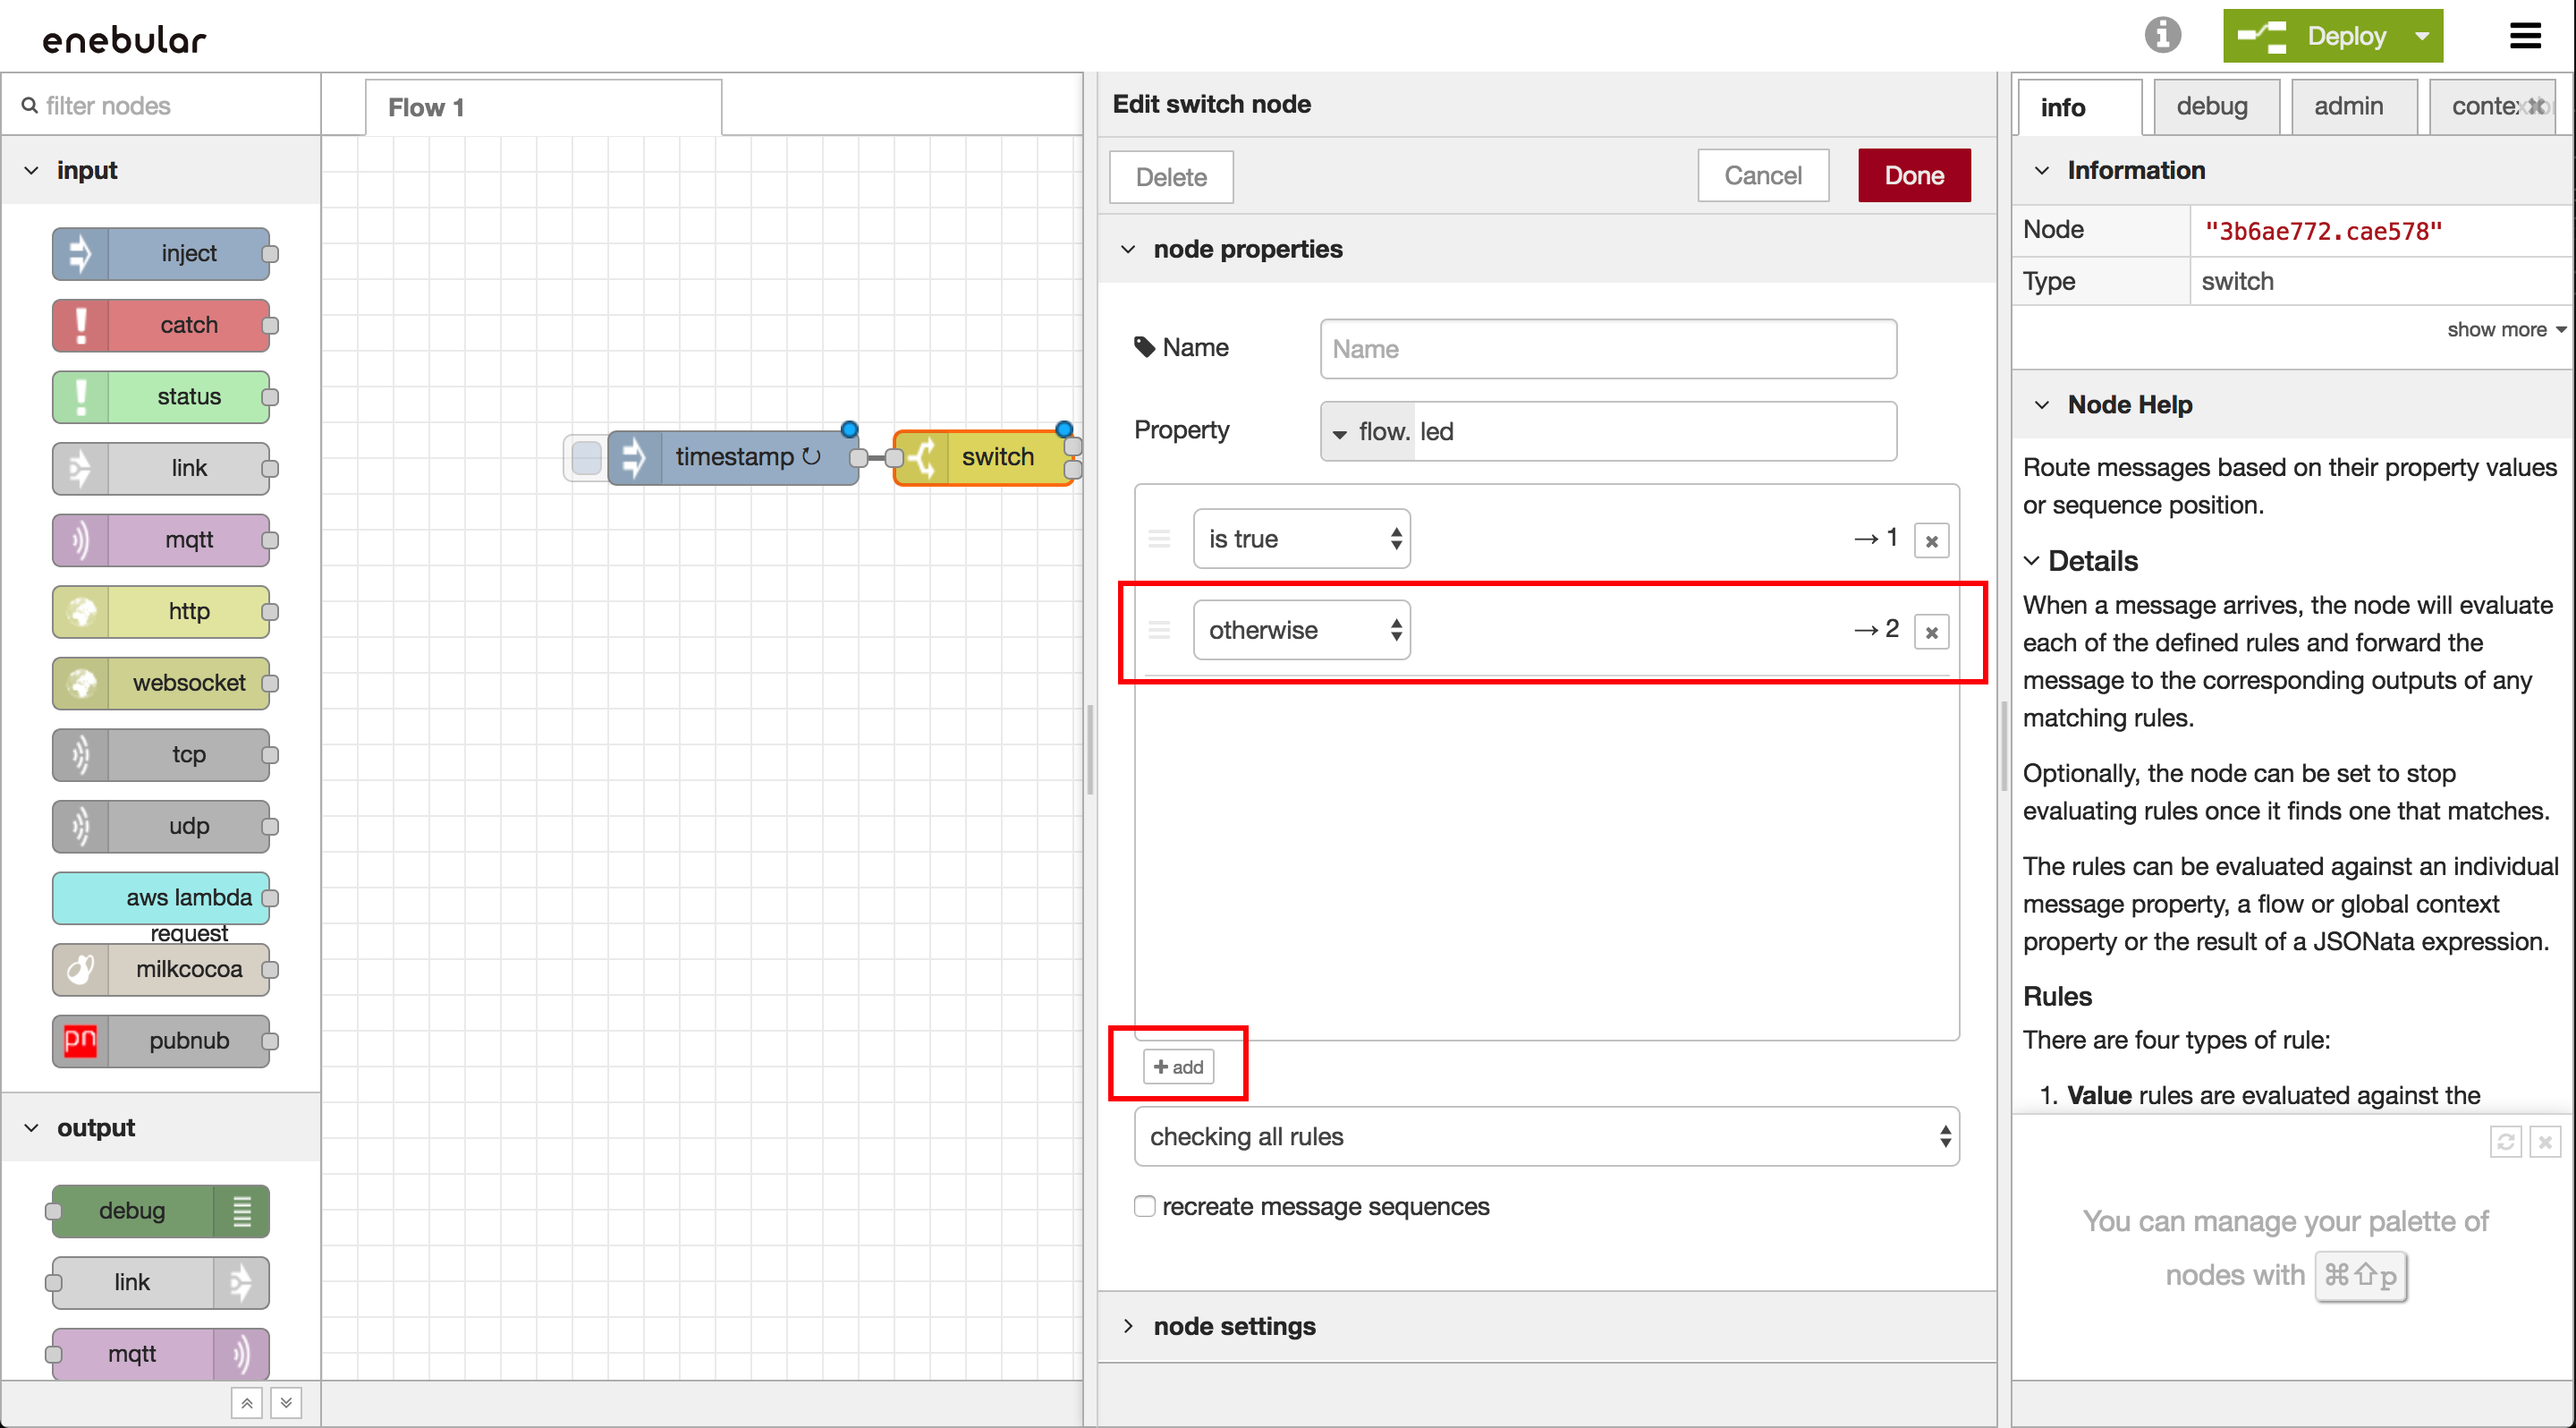 enebular
Deploy
filter nodes
Flow 1
input
inject
catch
status
link
mqtt
http
websocket
tcp
udp
aws lambda
request
milkcocoa
pn
pubnub
output
debug
link
mqtt
timestamp ↻
switch
Edit switch node
Delete
Cancel
Done
node properties
Name
Name
Property
flow. led
is true
→ 1
otherwise
→ 2
+ add
checking all rules
recreate message sequences
node settings
info
debug
admin
Information
Node
"3b6ae772.cae578"
Type
switch
show more
Node Help
Route messages based on their property values
or sequence position.
Details
When a message arrives, the node will evaluate
each of the defined rules and forward the
message to the corresponding outputs of any
matching rules.
Optionally, the node can be set to stop
evaluating rules once it finds one that matches.
The rules can be evaluated against an individual
message property, a flow or global context
property or the result of a JSONata expression.
Rules
There are four types of rule:
1. Value rules are evaluated against the
You can manage your palette of
nodes with ⌘⇧p